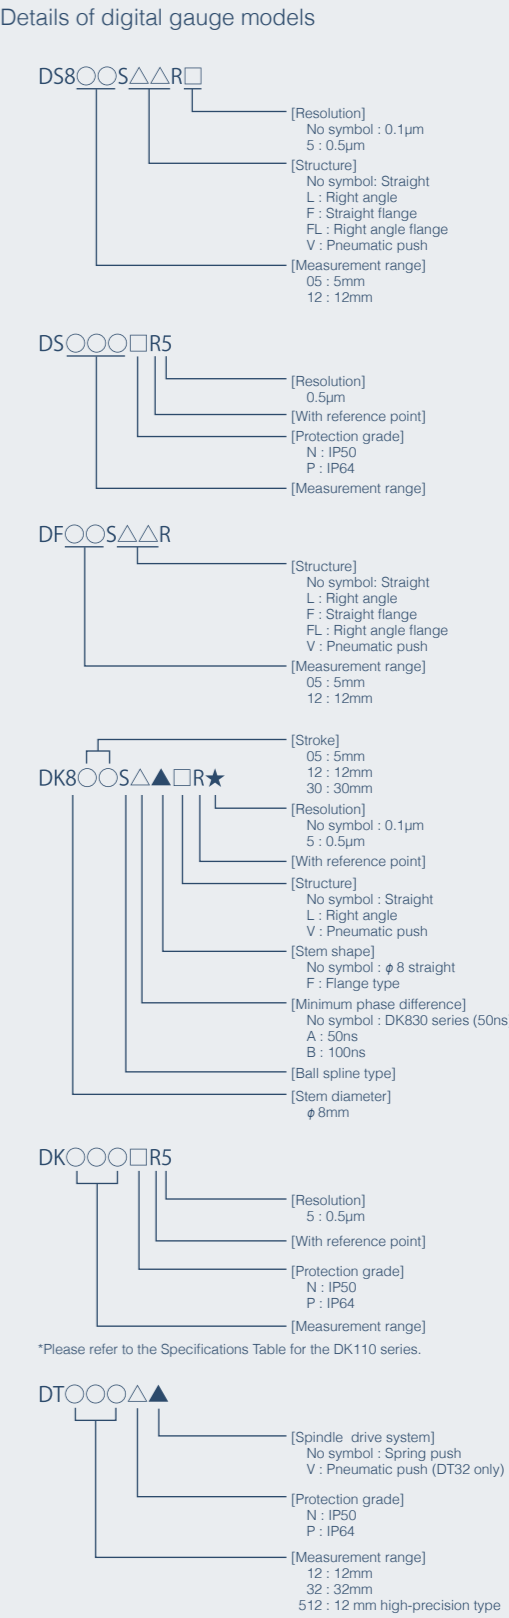 Details of digital gauge models
DS8○○S△△R□
[Resolution]
No symbol : 0.1μm
5 : 0.5μm
[Structure]
No symbol: Straight
L : Right angle
F : Straight flange
FL : Right angle flange
V : Pneumatic push
[Measurement range]
05 : 5mm
12 : 12mm
DS○○○□R5
[Resolution]
0.5μm
[With reference point]
[Protection grade]
N : IP50
P : IP64
[Measurement range]
DF○○S△△R
[Structure]
No symbol: Straight
L : Right angle
F : Straight flange
FL : Right angle flange
V : Pneumatic push
[Measurement range]
05 : 5mm
12 : 12mm
[Stroke]
05 : 5mm
12 : 12mm
30 : 30mm
DK8○○S△▲□R★
[Resolution]
No symbol : 0.1μm
5 : 0.5μm
[With reference point]
[Structure]
No symbol : Straight
L : Right angle
V : Pneumatic push
[Stem shape]
No symbol : φ8 straight
F : Flange type
[Minimum phase difference]
No symbol : DK830 series (50ns
A : 50ns
B : 100ns
[Ball spline type]
[Stem diameter]
φ8mm
DK○○○□R5
[Resolution]
5 : 0.5μm
[With reference point]
[Protection grade]
N : IP50
P : IP64
[Measurement range]
*Please refer to the Specifications Table for the DK110 series.
DT○○○△▲
[Spindle drive system]
No symbol : Spring push
V : Pneumatic push (DT32 only)
[Protection grade]
N : IP50
P : IP64
[Measurement range]
12 : 12mm
32 : 32mm
512 : 12 mm high-precision type